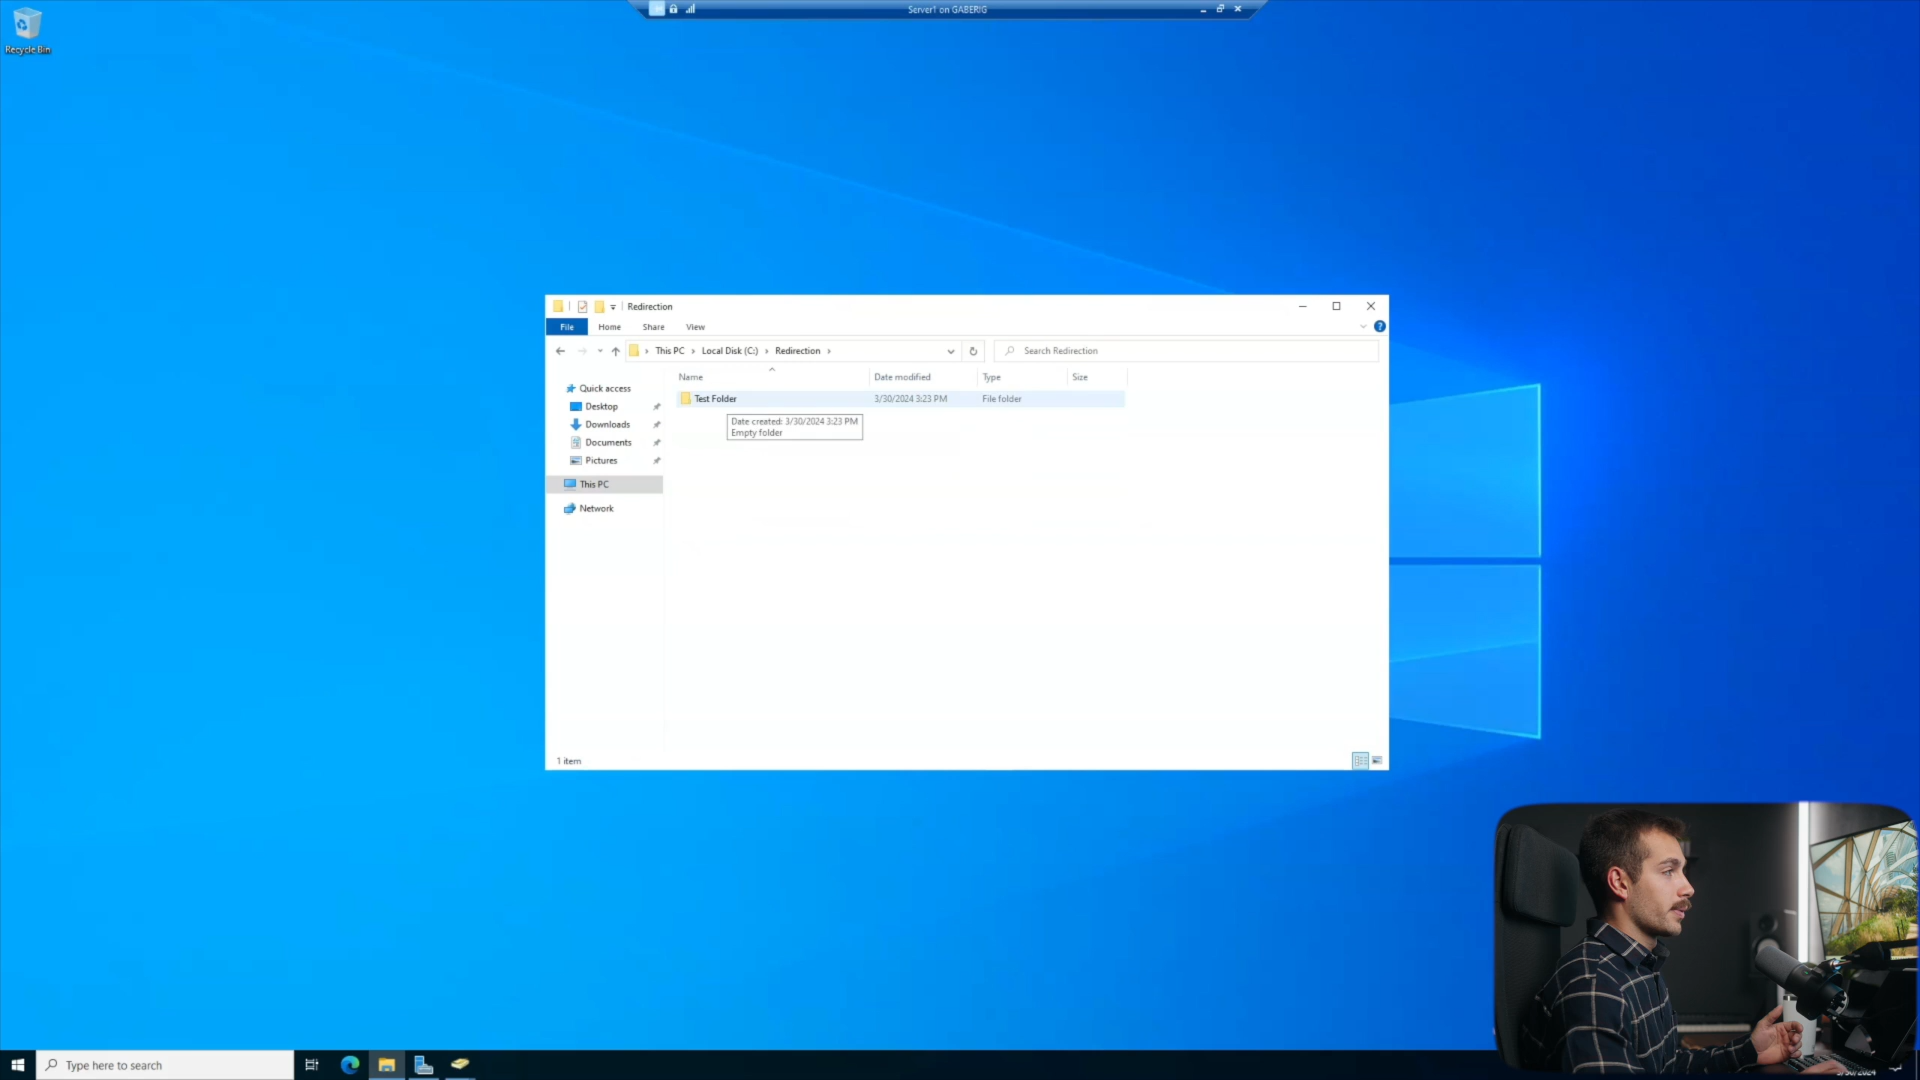 Server1 on GABERIG
Recycle Bin
Redirection
File Home Share View
This PC Local Disk (C:) Redirection
Search Redirection
Name Date modified Type Size
Quick access
Test Folder 3/30/2024 3:23 PM File folder
Desktop
Date created: 3/30/2024 3:23 PM
Downloads
Empty folder
Documents
Pictures
This PC
Network
1 item
Type here to search